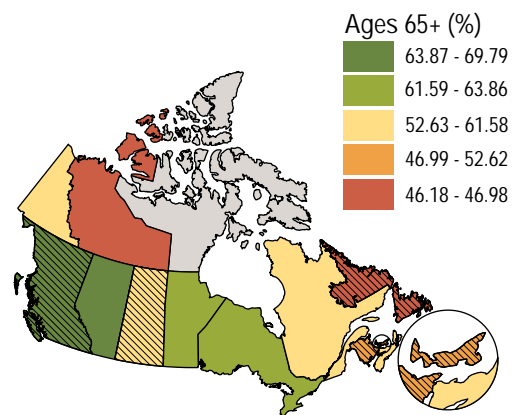 Ages 65+ (%)
63.87 - 69.79
61.59 - 63.86
52.63 - 61.58
46.99 - 52.62
46.18 - 46.98